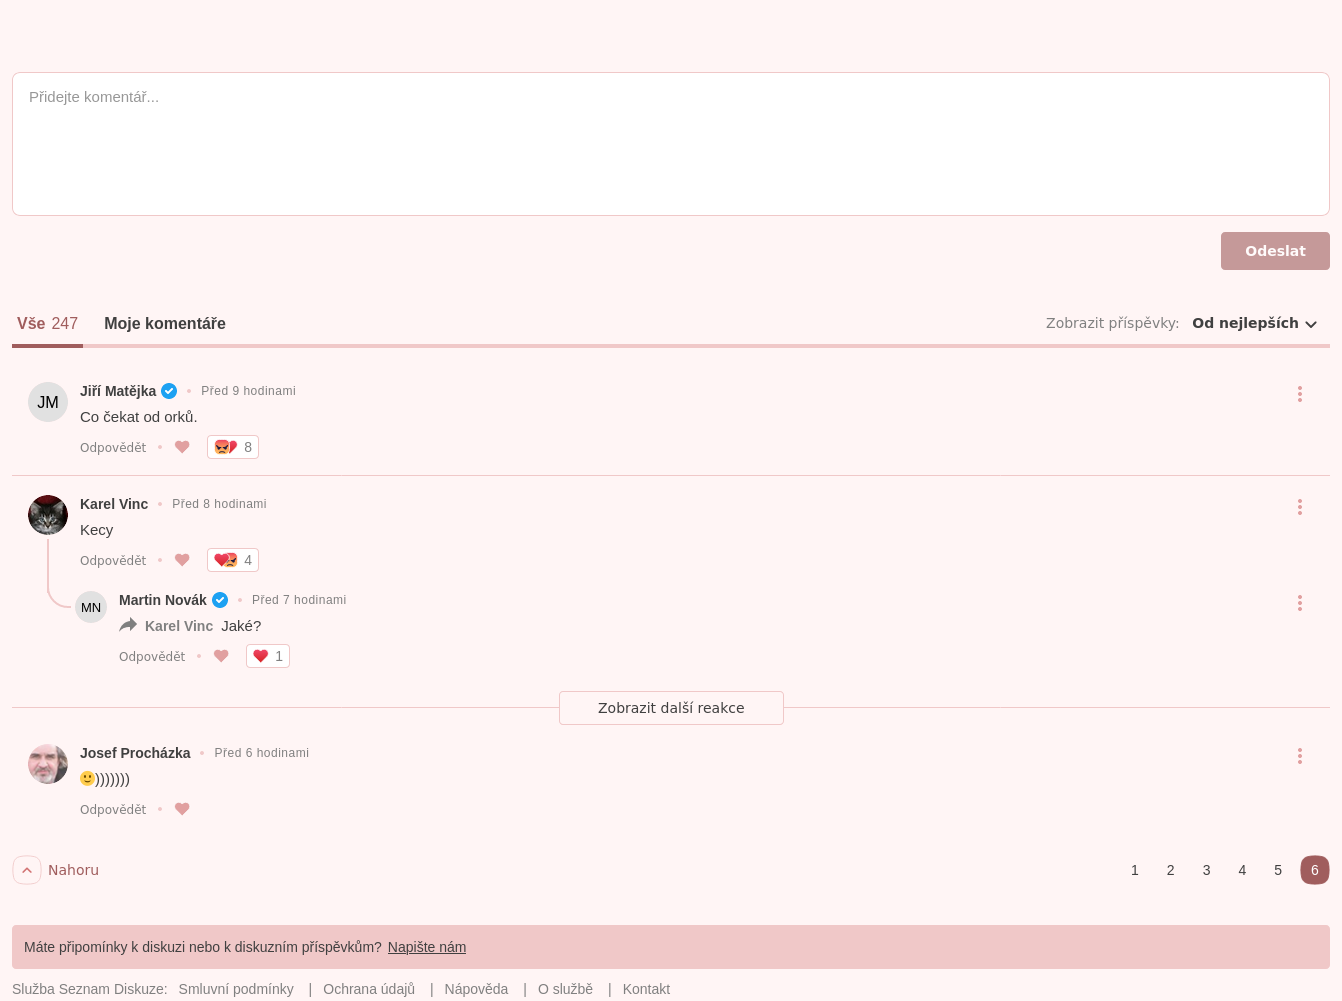 Přidejte komentář...
Odeslat
Vše 247 Moje komentáře Zobrazit příspěvky: Od nejlepších
JM Jiří Matějka Před 9 hodinami
Co čekat od orků.
Odpovědět 8
Karel Vinc Před 8 hodinami
Kecy
Odpovědět 4
MN Martin Novák Před 7 hodinami
Karel Vinc Jaké?
Odpovědět 1
Zobrazit další reakce
Josef Procházka Před 6 hodinami
🙂)))))))
Odpovědět
Nahoru 1 2 3 4 5 6
Máte připomínky k diskuzi nebo k diskuzním příspěvkům? Napište nám
Služba Seznam Diskuze: Smluvní podmínky | Ochrana údajů | Nápověda | O službě | Kontakt